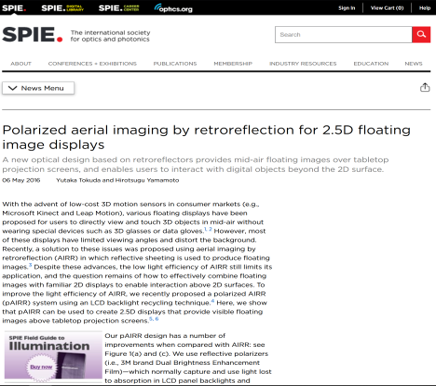 SPIE. SPIE. DIGITAL LIBRARY SPIE. CAREER CENTER optics.org Sign In View Cart (0) Help
SPIE. The international society for optics and photonics
Search
ABOUT CONFERENCES + EXHIBITIONS PUBLICATIONS MEMBERSHIP INDUSTRY RESOURCES EDUCATION NEWS
News Menu
Polarized aerial imaging by retroreflection for 2.5D floating
image displays
A new optical design based on retroreflectors provides mid-air floating images over tabletop
projection screens, and enables users to interact with digital objects beyond the 2D surface.
06 May 2016 Yutaka Tokuda and Hirotsugu Yamamoto
With the advent of low-cost 3D motion sensors in consumer markets (e.g.,
Microsoft Kinect and Leap Motion), various floating displays have been
proposed for users to directly view and touch 3D objects in mid-air without
wearing special devices such as 3D glasses or data gloves.1, 2 However, most
of these displays have limited viewing angles and distort the background.
Recently, a solution to these issues was proposed using aerial imaging by
retroreflection (AIRR) in which reflective sheeting is used to produce floating
images.3 Despite these advances, the low light efficiency of AIRR still limits its
application, and the question remains of how to effectively combine floating
images with familiar 2D displays to enable interaction above 2D surfaces. To
improve the light efficiency of AIRR, we recently proposed a polarized AIRR
(pAIRR) system using an LCD backlight recycling technique.4 Here, we show
that pAIRR can be used to create 2.5D displays that provide visible floating
images above tabletop projection screens.5, 6
SPIE Field Guide to
Illumination
Buy now
Our pAIRR design has a number of
improvements when compared with AIRR: see
Figure 1(a) and (c). We use reflective polarizers
(i.e., 3M brand Dual Brightness Enhancement
Film)—which normally capture and use light lost
to absorption in LCD panel backlights and